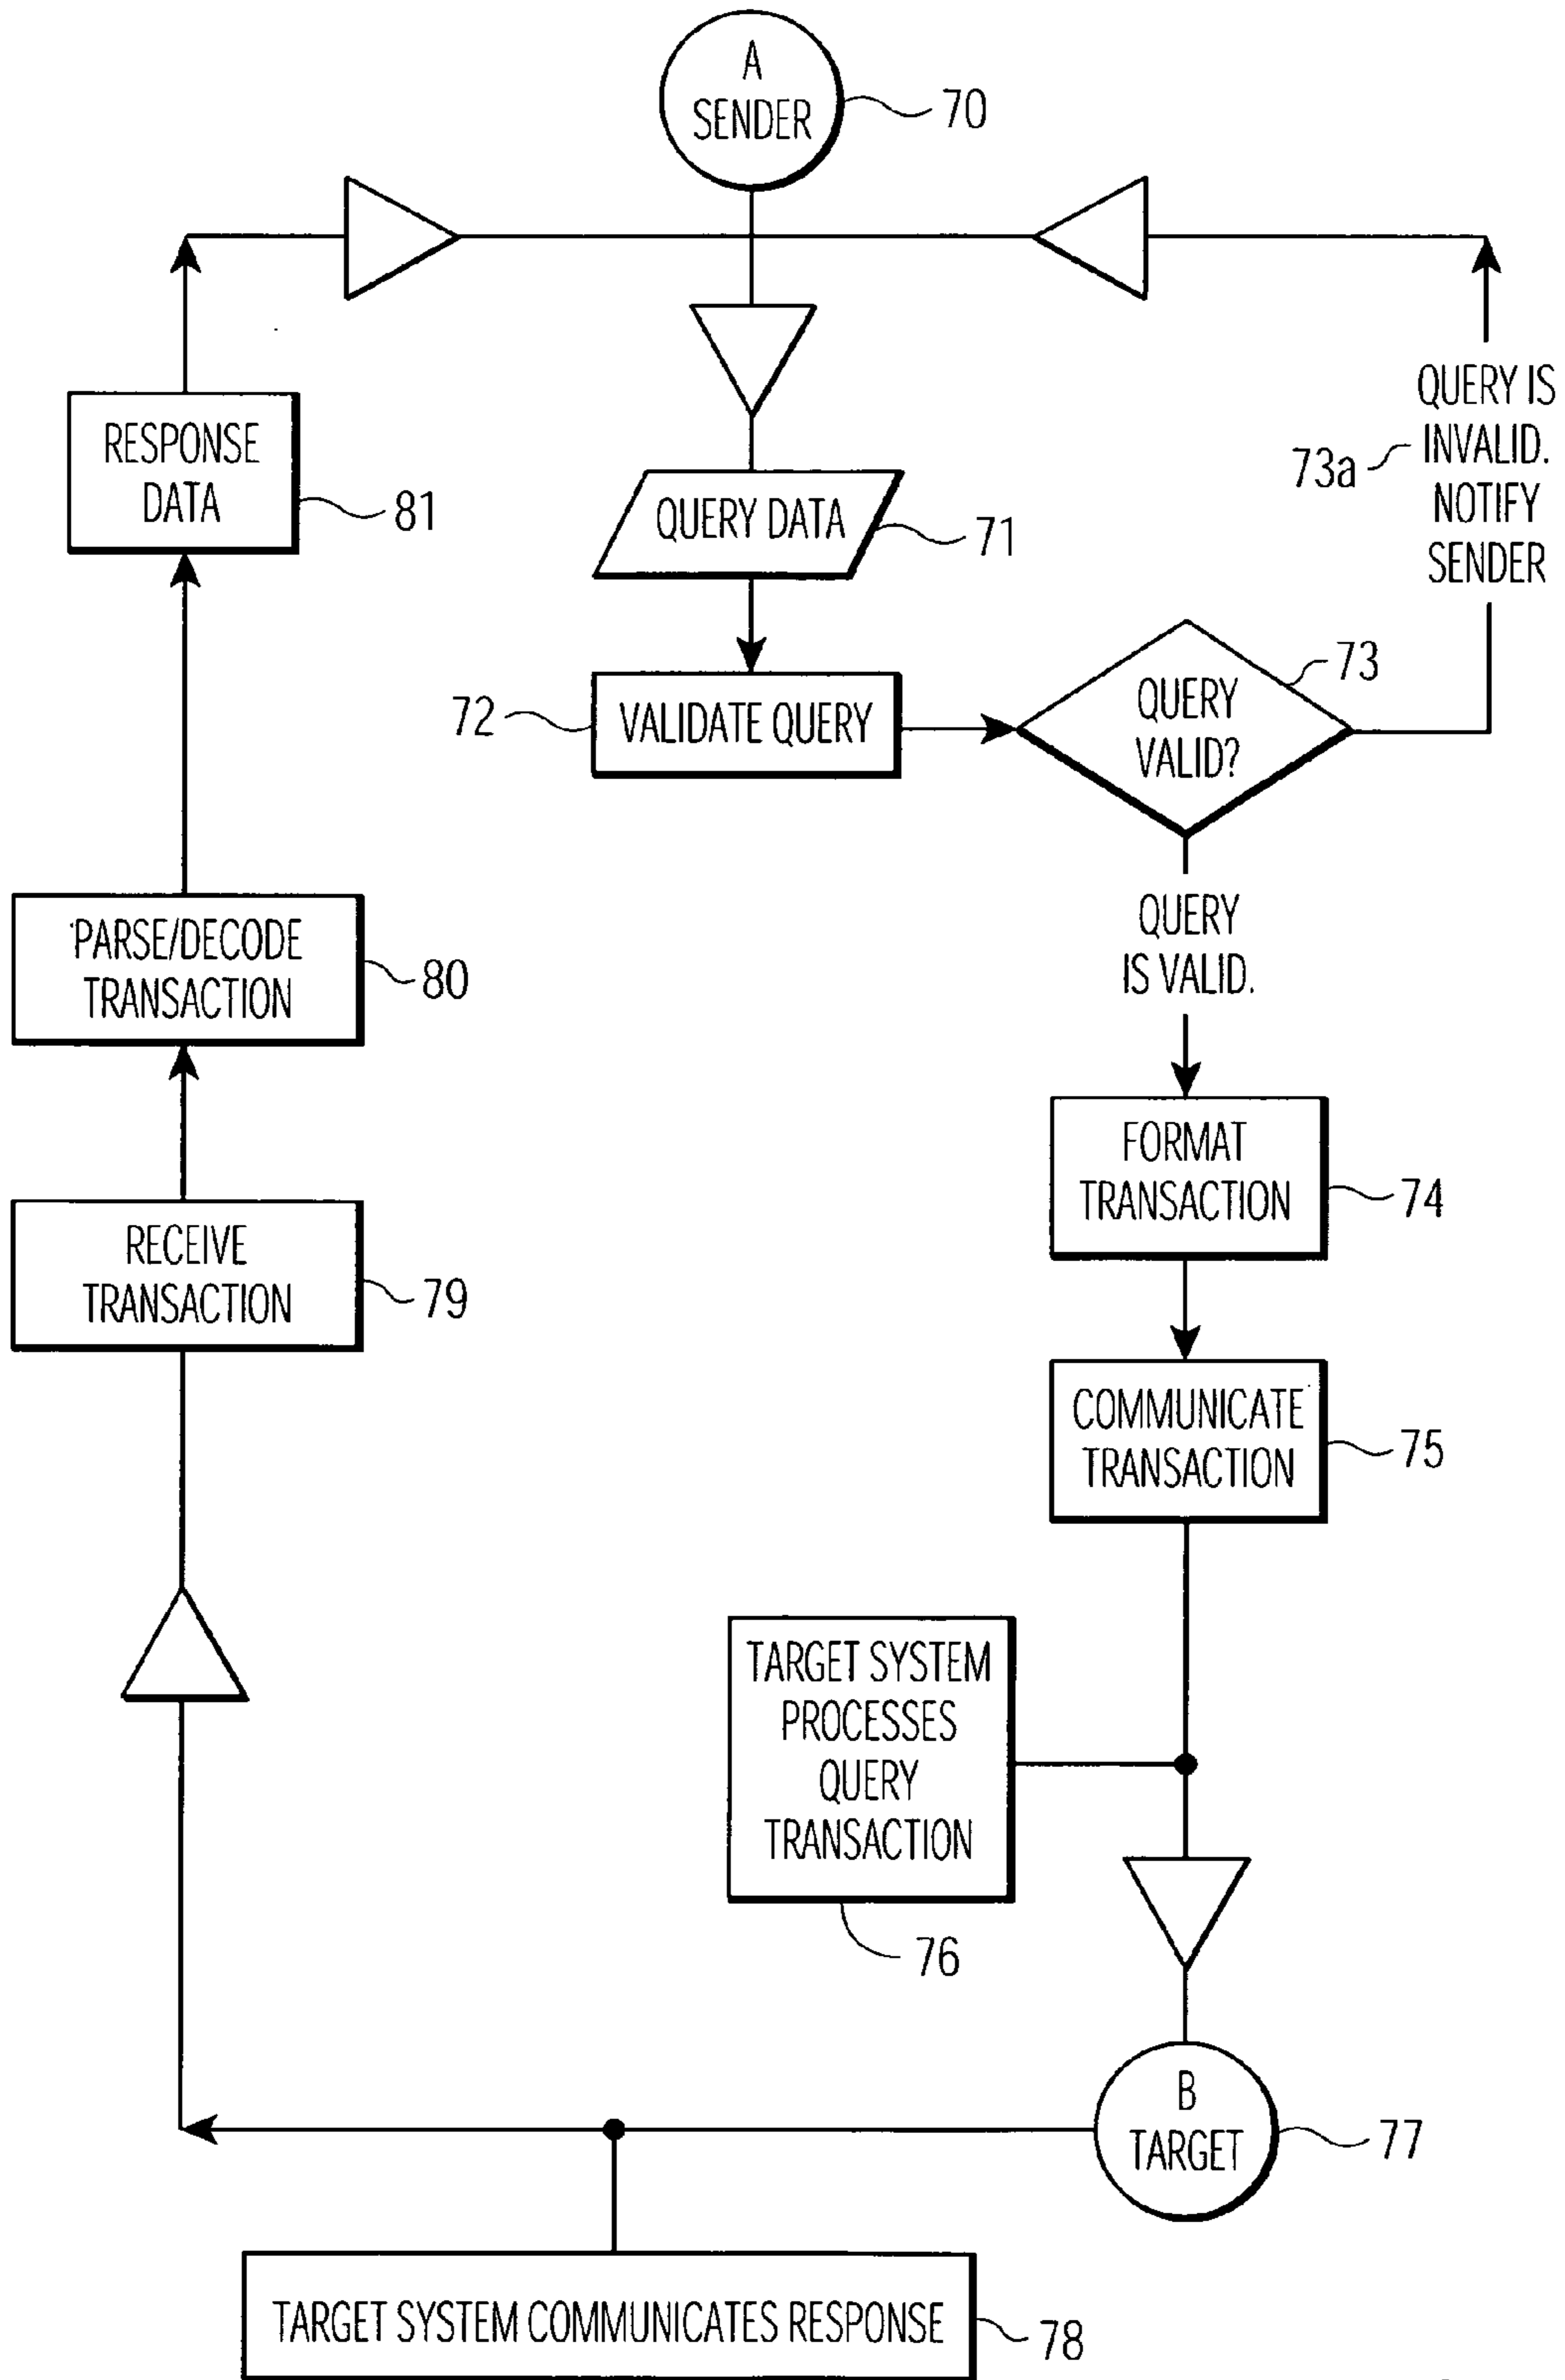 A
SENDER
70
QUERY IS
INVALID.
NOTIFY
SENDER
73a
RESPONSE
DATA
81
QUERY DATA
71
72
VALIDATE QUERY
QUERY
VALID?
73
QUERY
IS VALID.
PARSE/DECODE
TRANSACTION
80
FORMAT
TRANSACTION
74
RECEIVE
TRANSACTION
79
COMMUNICATE
TRANSACTION
75
TARGET SYSTEM
PROCESSES
QUERY
TRANSACTION
76
B
TARGET
77
TARGET SYSTEM COMMUNICATES RESPONSE
78